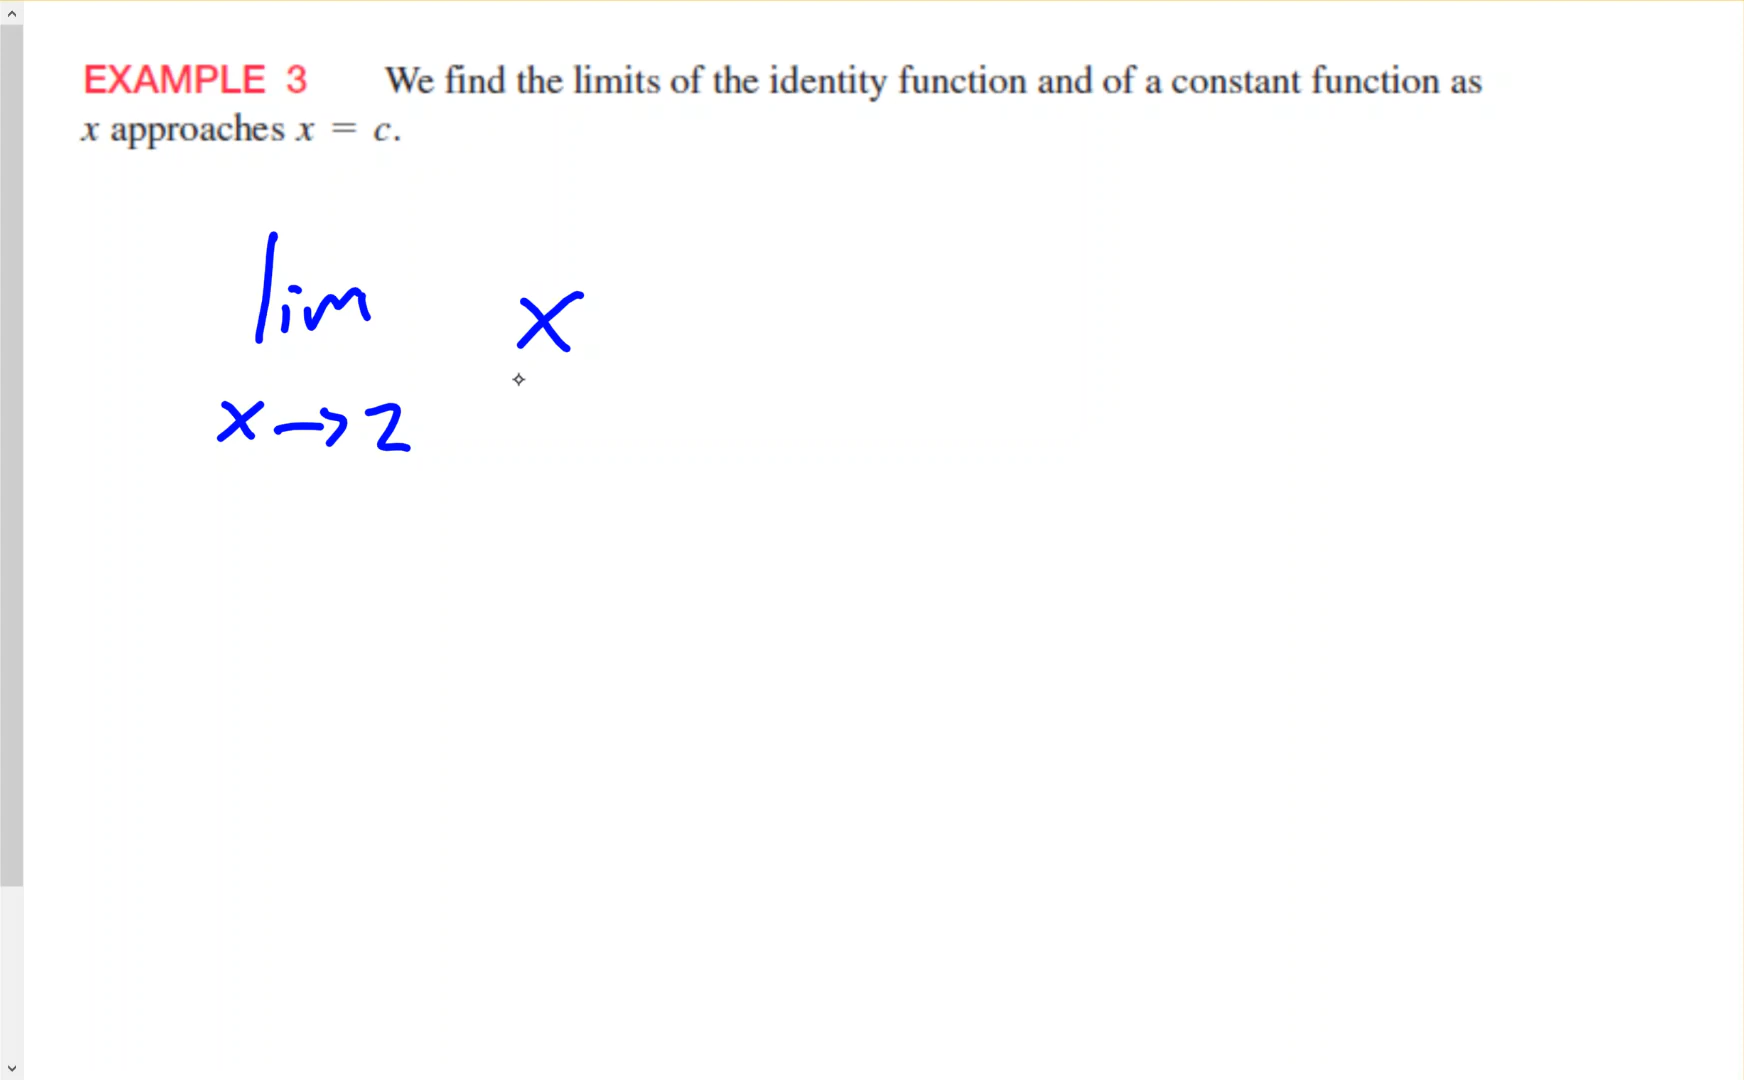 EXAMPLE 3 We find the limits of the identity function and of a constant function as
x approaches x = c.
lim x
x→2